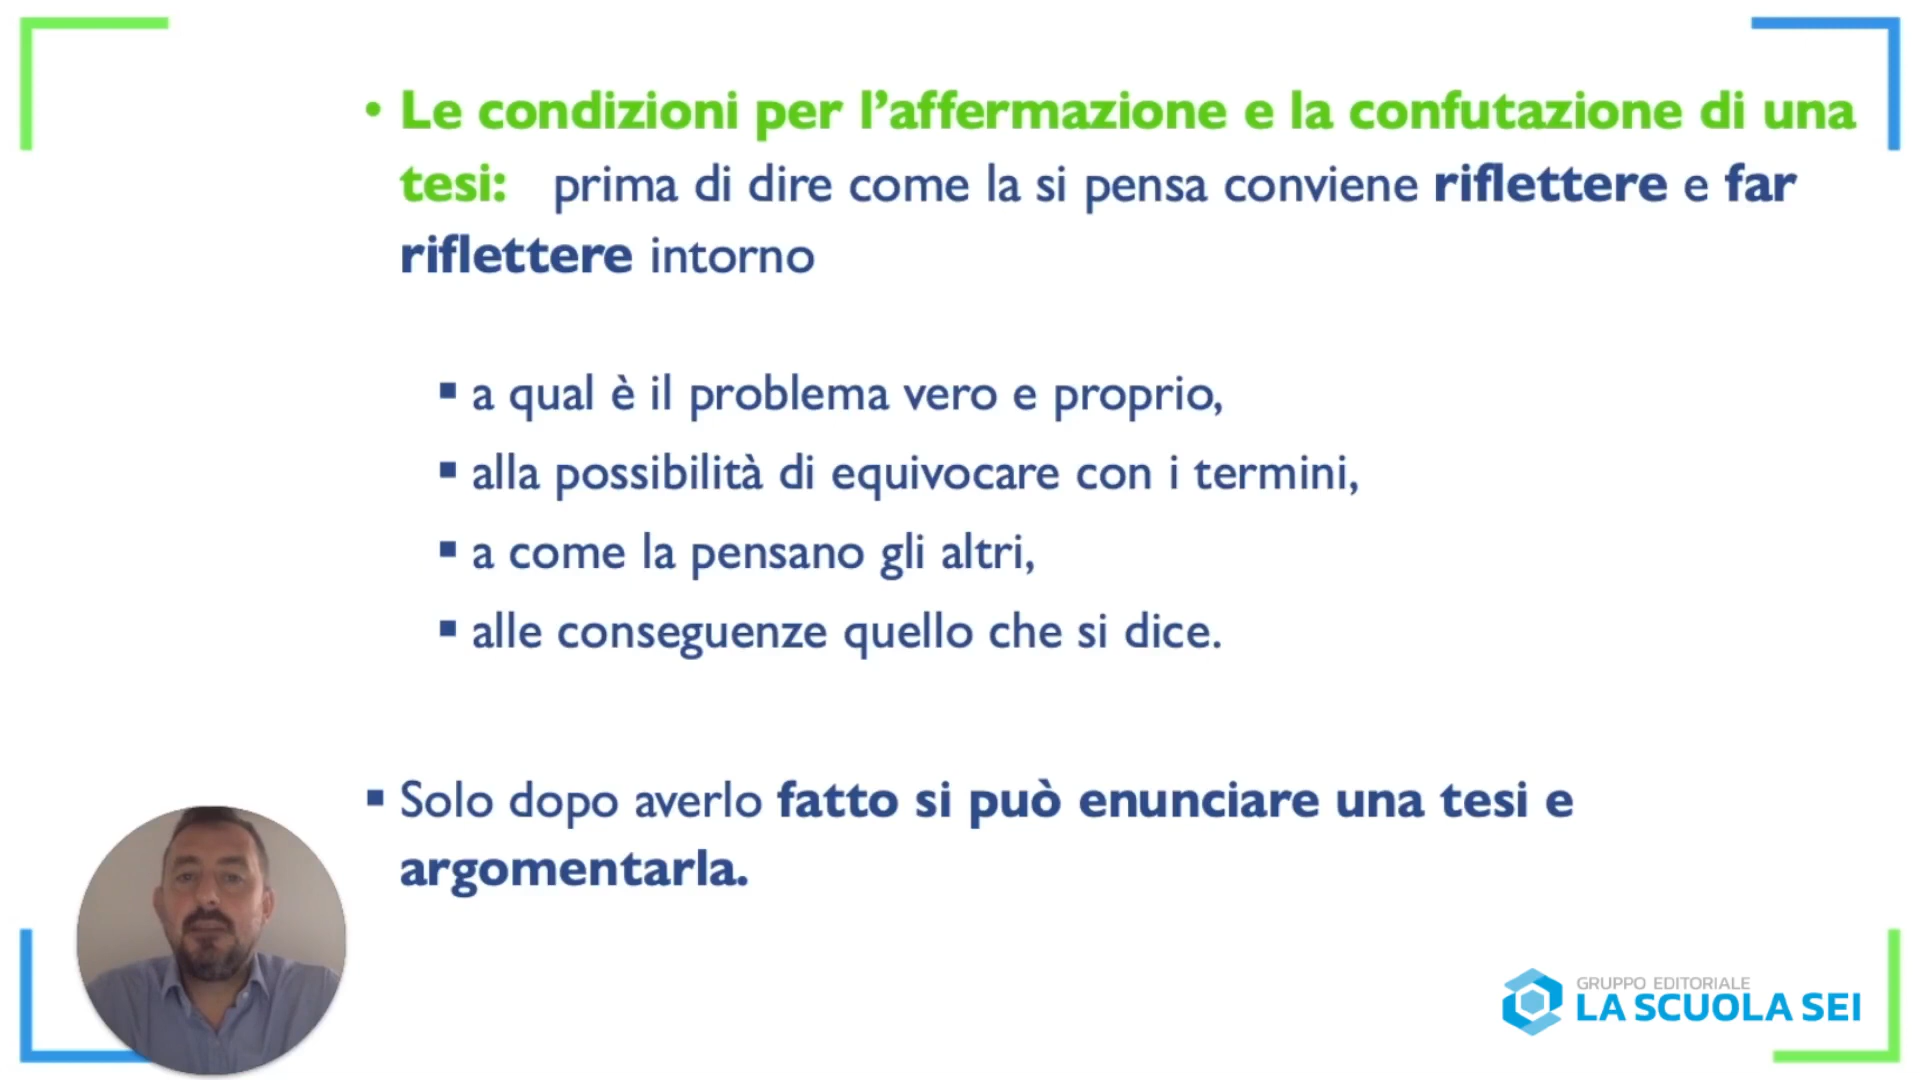 • Le condizioni per l’affermazione e la confutazione di una
tesi: prima di dire come la si pensa conviene riflettere e far
riflettere intorno
▪ a qual è il problema vero e proprio,
▪ alla possibilità di equivocare con i termini,
▪ a come la pensano gli altri,
▪ alle conseguenze quello che si dice.
▪ Solo dopo averlo fatto si può enunciare una tesi e
argomentarla.
GRUPPO EDITORIALE
LA SCUOLA SEI